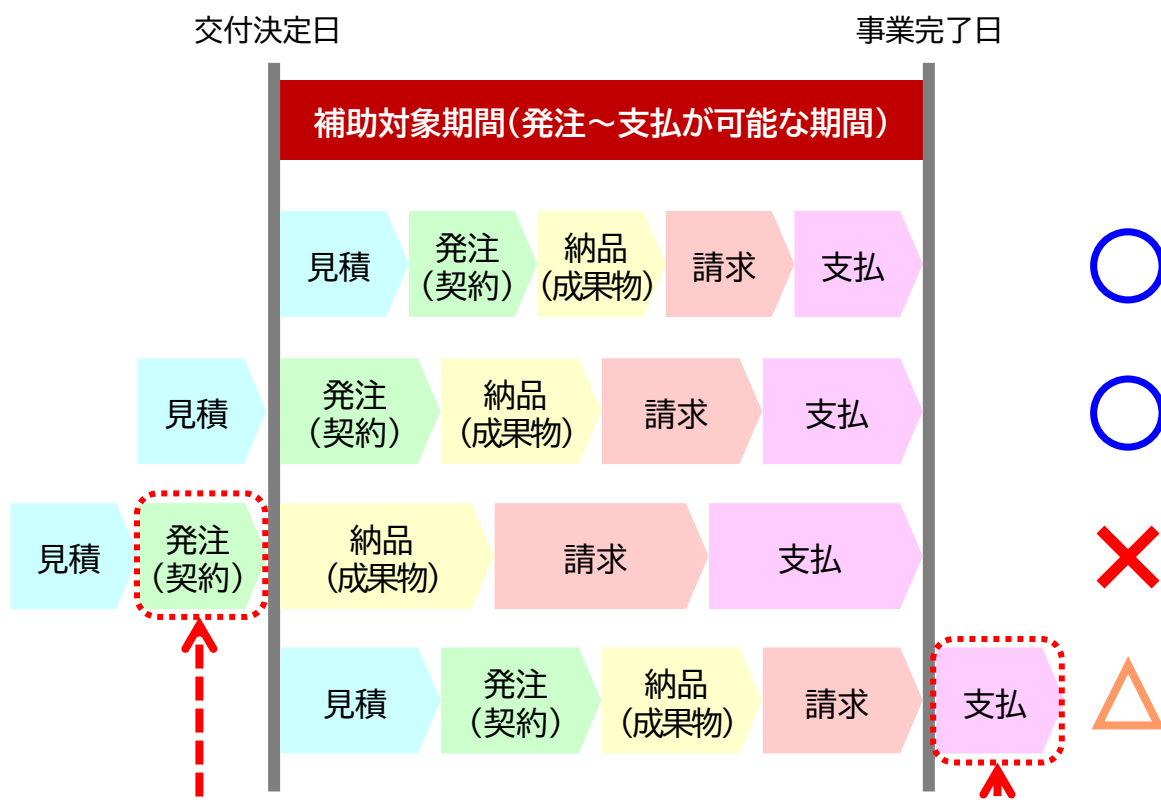 交付決定日
事業完了日
補助対象期間(発注～支払が可能な期間)
見積
発注
(契約)
納品
(成果物)
請求
支払
見積
発注
(契約)
納品
(成果物)
請求
支払
見積
発注
(契約)
納品
(成果物)
請求
支払
見積
発注
(契約)
納品
(成果物)
請求
支払